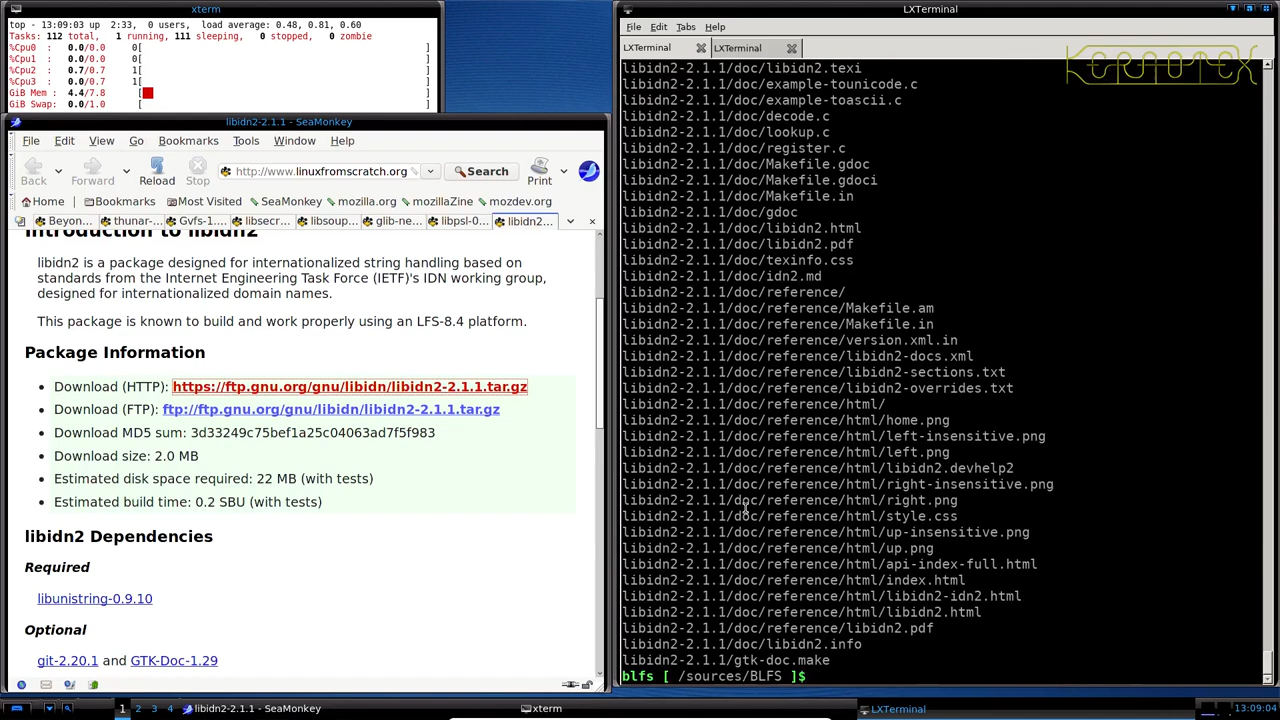 xterm
top - 13:09:03 up  2:33,  0 users,  load average: 0.48, 0.81, 0.60
Tasks: 112 total,   1 running, 111 sleeping,   0 stopped,   0 zombie
%Cpu0  :   0.0/0.0     0[                                        ]
%Cpu1  :   0.0/0.0     0[                                        ]
%Cpu2  :   0.7/0.7     1[                                        ]
%Cpu3  :   0.0/0.7     1[                                        ]
GiB Mem :  4.4/7.8      [                                        ]
GiB Swap:  0.0/1.0      [                                        ]
libidn2-2.1.1 - SeaMonkey
File Edit View Go Bookmarks Tools Window Help
Back Forward Reload Stop http://www.linuxfromscratch.org Search Print
Home Bookmarks Most Visited SeaMonkey mozilla.org mozillaZine mozdev.org
Beyon... thunar-... Gvfs-1.... libsecr... libsoup... glib-ne... libpsl-0... libidn2...
Introduction to libidn2
libidn2 is a package designed for internationalized string handling based on
standards from the Internet Engineering Task Force (IETF)'s IDN working group,
designed for internationalized domain names.
This package is known to build and work properly using an LFS-8.4 platform.
Package Information
• Download (HTTP): https://ftp.gnu.org/gnu/libidn/libidn2-2.1.1.tar.gz
• Download (FTP): ftp://ftp.gnu.org/gnu/libidn/libidn2-2.1.1.tar.gz
• Download MD5 sum: 3d33249c75bef1a25c04063ad7f5f983
• Download size: 2.0 MB
• Estimated disk space required: 22 MB (with tests)
• Estimated build time: 0.2 SBU (with tests)
libidn2 Dependencies
Required
libunistring-0.9.10
Optional
git-2.20.1 and GTK-Doc-1.29
LXTerminal
File Edit Tabs Help
LXTerminal LXTerminal
libidn2-2.1.1/doc/libidn2.texi
libidn2-2.1.1/doc/example-tounicode.c
libidn2-2.1.1/doc/example-toascii.c
libidn2-2.1.1/doc/decode.c
libidn2-2.1.1/doc/lookup.c
libidn2-2.1.1/doc/register.c
libidn2-2.1.1/doc/Makefile.gdoc
libidn2-2.1.1/doc/Makefile.gdoci
libidn2-2.1.1/doc/Makefile.in
libidn2-2.1.1/doc/gdoc
libidn2-2.1.1/doc/libidn2.html
libidn2-2.1.1/doc/libidn2.pdf
libidn2-2.1.1/doc/texinfo.css
libidn2-2.1.1/doc/idn2.md
libidn2-2.1.1/doc/reference/
libidn2-2.1.1/doc/reference/Makefile.am
libidn2-2.1.1/doc/reference/Makefile.in
libidn2-2.1.1/doc/reference/version.xml.in
libidn2-2.1.1/doc/reference/libidn2-docs.xml
libidn2-2.1.1/doc/reference/libidn2-sections.txt
libidn2-2.1.1/doc/reference/libidn2-overrides.txt
libidn2-2.1.1/doc/reference/html/
libidn2-2.1.1/doc/reference/html/home.png
libidn2-2.1.1/doc/reference/html/left-insensitive.png
libidn2-2.1.1/doc/reference/html/left.png
libidn2-2.1.1/doc/reference/html/libidn2.devhelp2
libidn2-2.1.1/doc/reference/html/right-insensitive.png
libidn2-2.1.1/doc/reference/html/right.png
libidn2-2.1.1/doc/reference/html/style.css
libidn2-2.1.1/doc/reference/html/up-insensitive.png
libidn2-2.1.1/doc/reference/html/up.png
libidn2-2.1.1/doc/reference/html/api-index-full.html
libidn2-2.1.1/doc/reference/html/index.html
libidn2-2.1.1/doc/reference/html/libidn2-idn2.html
libidn2-2.1.1/doc/reference/html/libidn2.html
libidn2-2.1.1/doc/reference/libidn2.pdf
libidn2-2.1.1/doc/libidn2.info
libidn2-2.1.1/gtk-doc.make
blfs [ /sources/BLFS ]$
1 2 3 4 libidn2-2.1.1 - SeaMonkey xterm LXTerminal 13:09:04